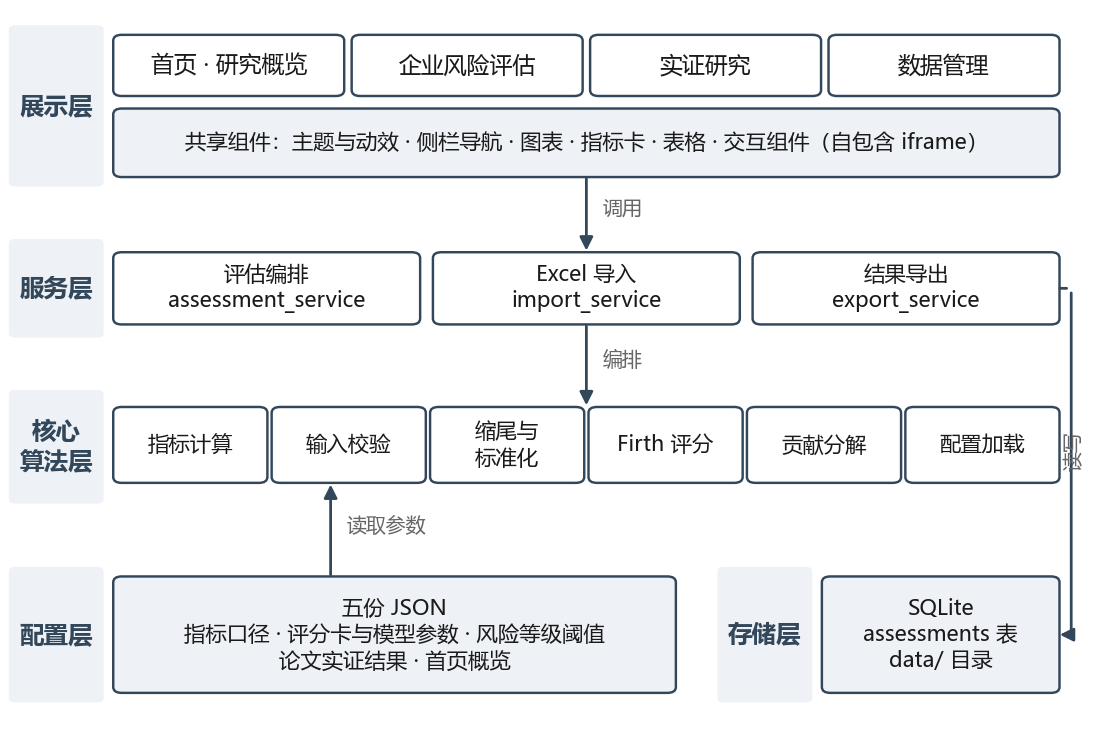 展示层
首页 · 研究概览
企业风险评估
实证研究
数据管理
共享组件：主题与动效 · 侧栏导航 · 图表 · 指标卡 · 表格 · 交互组件（自包含 iframe）
调用
服务层
评估编排
assessment_service
Excel 导入
import_service
结果导出
export_service
编排
核心
算法层
指标计算
输入校验
缩尾与
标准化
Firth 评分
贡献分解
配置加载
读写
读取参数
配置层
五份 JSON
指标口径 · 评分卡与模型参数 · 风险等级阈值
论文实证结果 · 首页概览
存储层
SQLite
assessments 表
data/ 目录